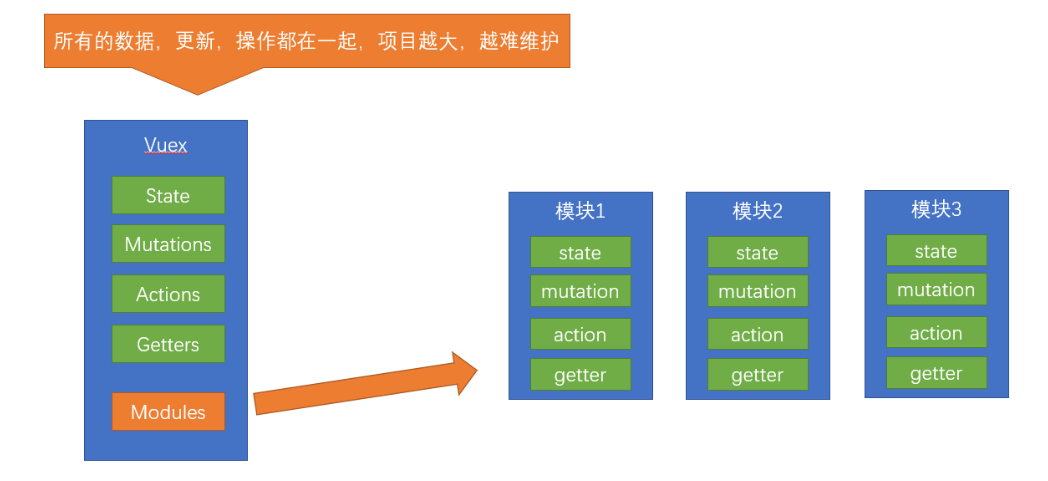 所有的数据，更新，操作都在一起，项目越大，越难维护
Vuex
State
Mutations
Actions
Getters
Modules
模块1
state
mutation
action
getter
模块2
state
mutation
action
getter
模块3
state
mutation
action
getter